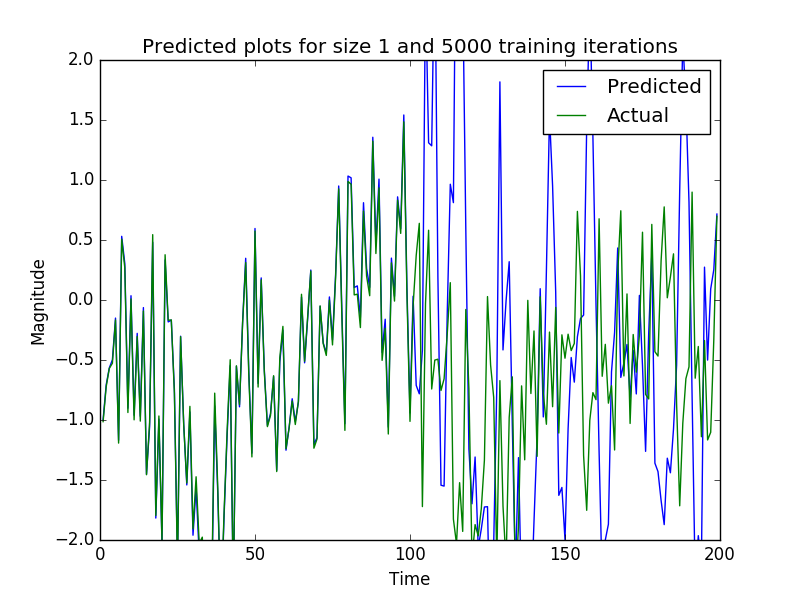 Predicted plots for size 1 and 5000 training iterations
Predicted
Actual
2.0
1.5
1.0
0.5
0.0
−0.5
−1.0
−1.5
−2.0
Magnitude
0 50 100 150 200
Time